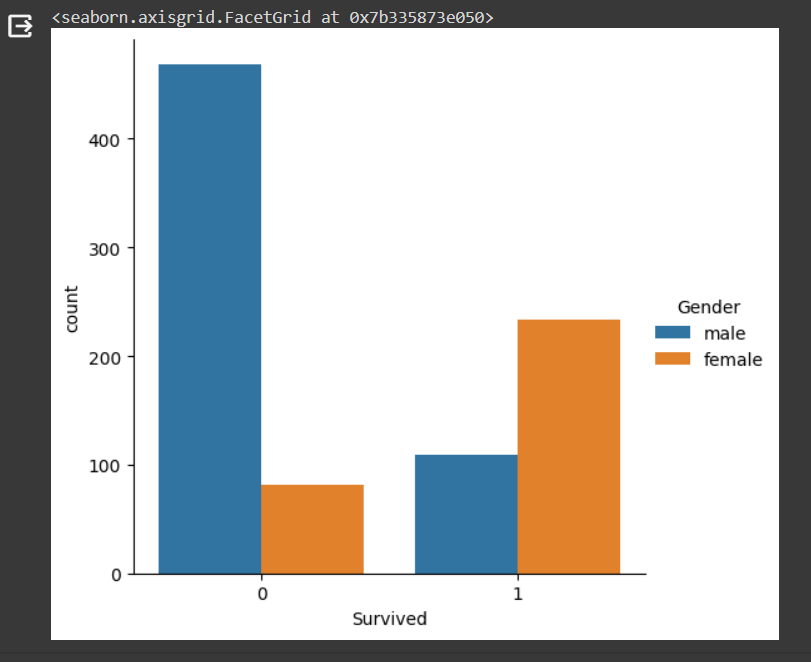 <seaborn.axisgrid.FacetGrid at 0x7b335873e050>
400
300
200
100
0
count
0
1
Survived
Gender
male
female